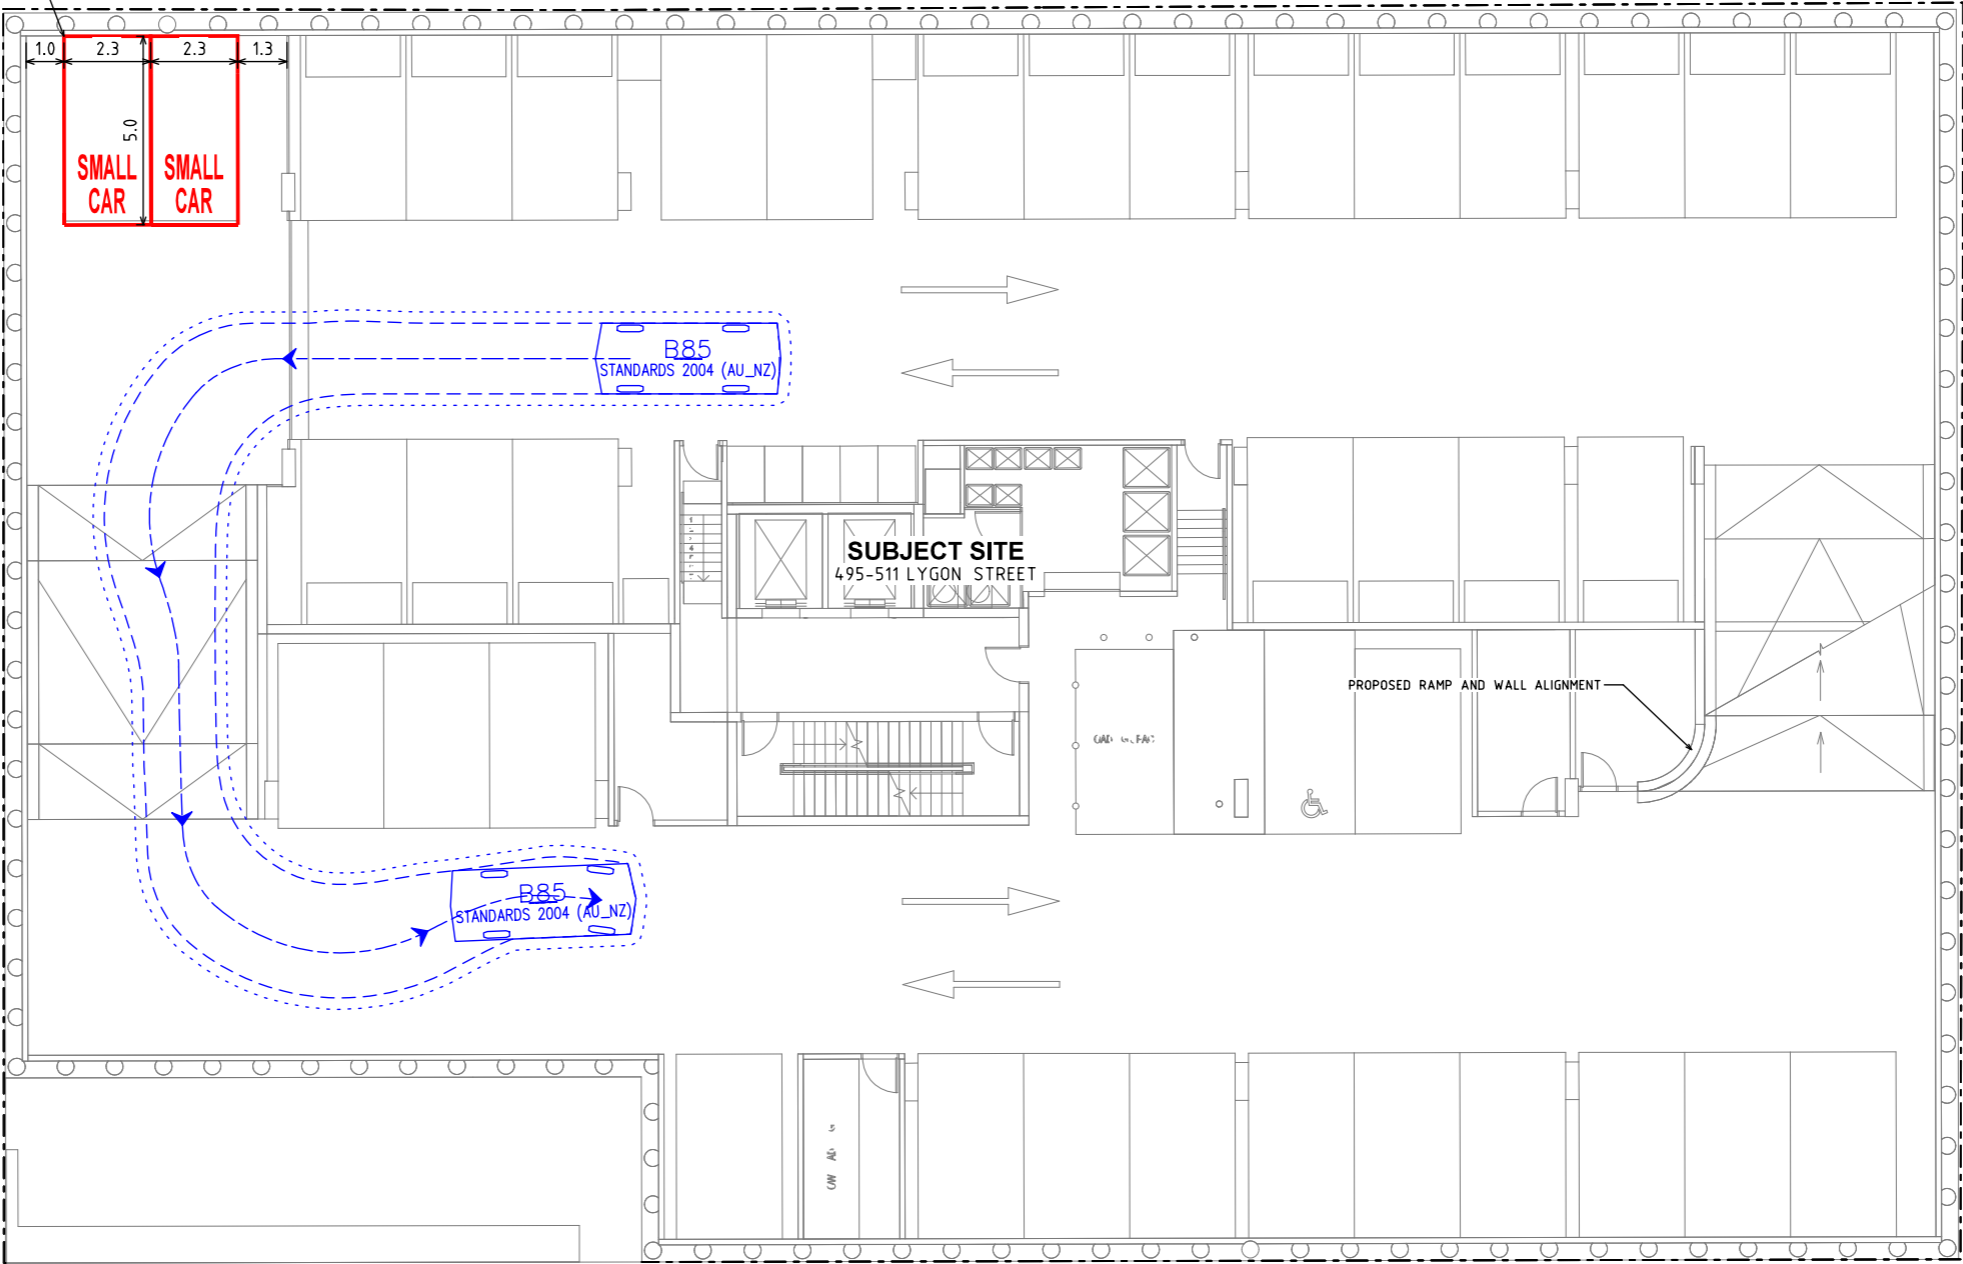 1.0 2.3 2.3 1.3
5.0
SMALL
CAR
SMALL
CAR
B85
STANDARDS 2004 (AU_NZ)
SUBJECT SITE
495-511 LYGON STREET
PROPOSED RAMP AND WALL ALIGNMENT
B85
STANDARDS 2004 (AU_NZ)